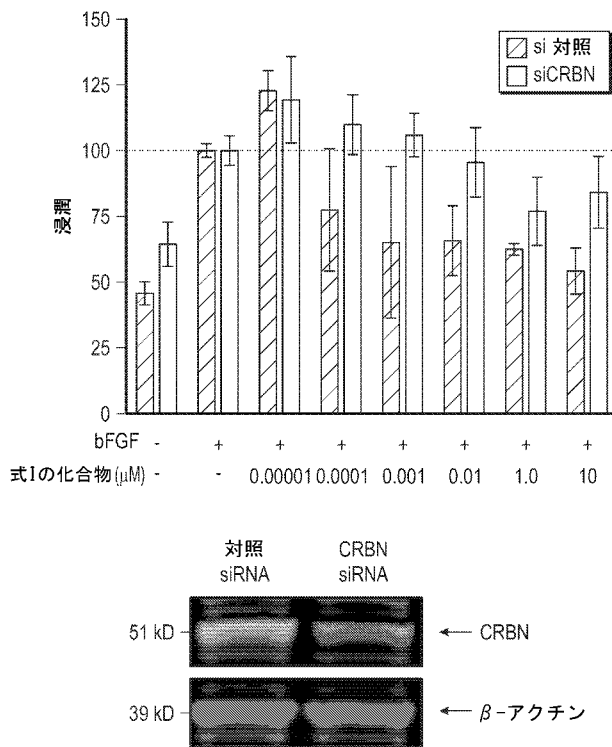 150
125
100
75
50
25
0
浸潤
si 対照
siCRBN
bFGF - + + + + + + +
式Iの化合物(μM) - - 0.00001 0.0001 0.001 0.01 1.0 10
対照 CRBN
siRNA siRNA
51 kD CRBN
39 kD β-アクチン